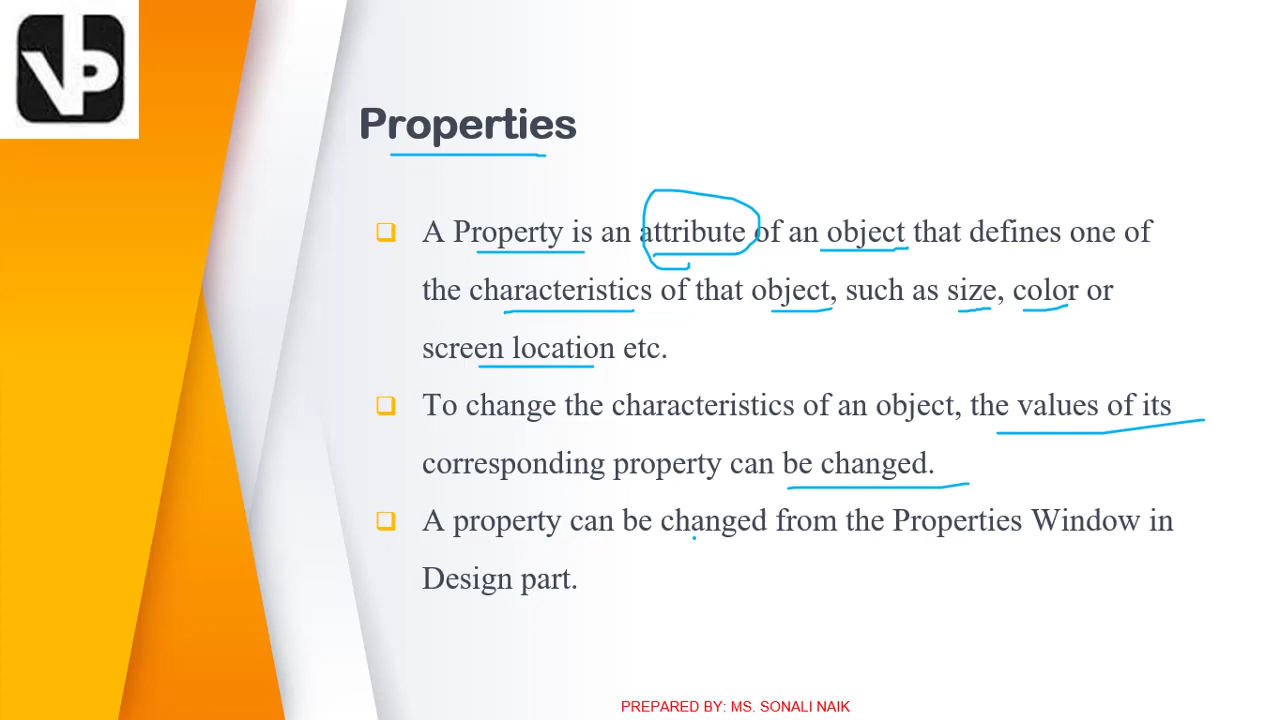 VP
Properties
❑ A Property is an attribute of an object that defines one of
the characteristics of that object, such as size, color or
screen location etc.
❑ To change the characteristics of an object, the values of its
corresponding property can be changed.
❑ A property can be changed from the Properties Window in
Design part.
PREPARED BY: MS. SONALI NAIK